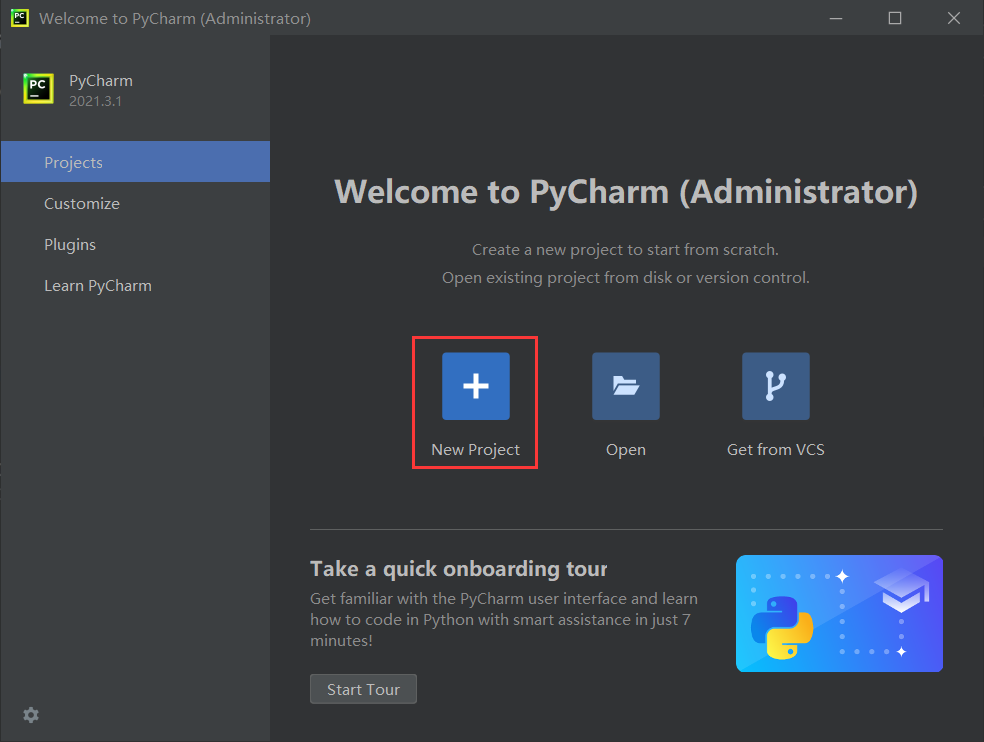 Welcome to PyCharm (Administrator)
PC
PyCharm
2021.3.1
Projects
Customize
Plugins
Learn PyCharm
Welcome to PyCharm (Administrator)
Create a new project to start from scratch.
Open existing project from disk or version control.
New Project
Open
Get from VCS
Take a quick onboarding tour
Get familiar with the PyCharm user interface and learn
how to code in Python with smart assistance in just 7
minutes!
Start Tour